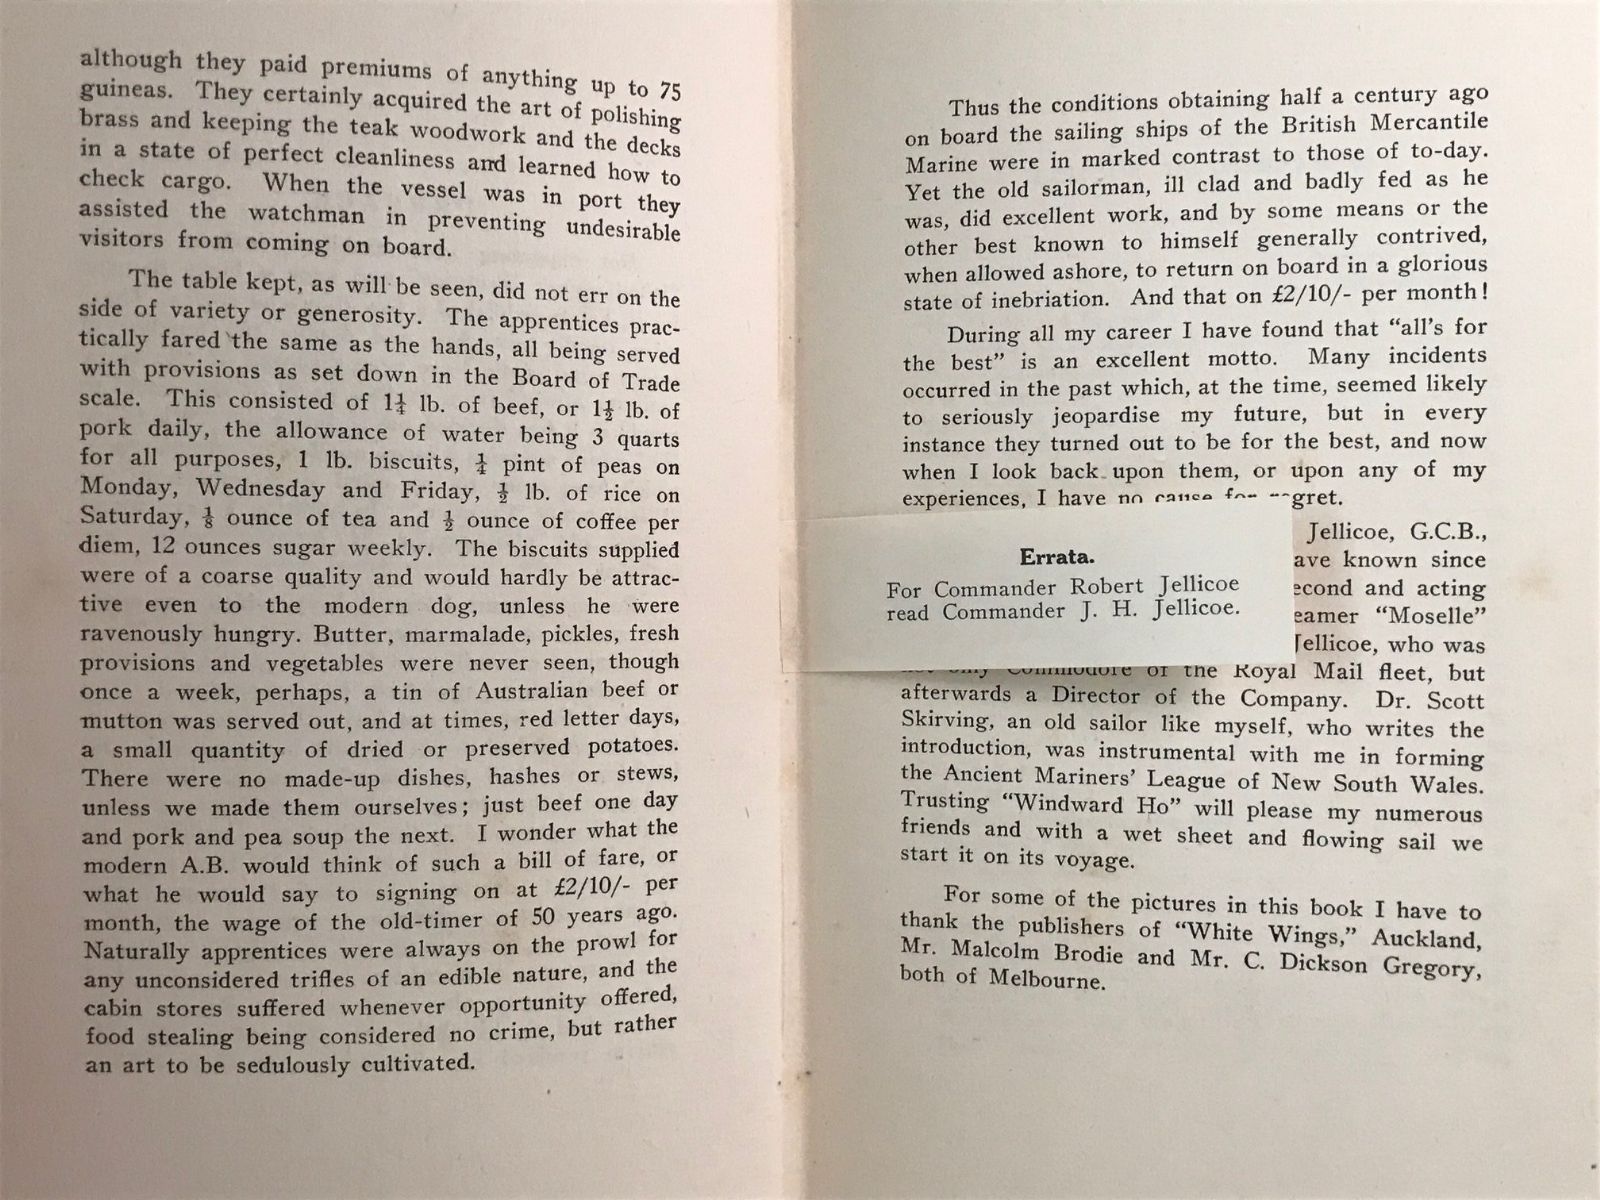 although they paid premiums of anything up to 75
guineas. They certainly acquired the art of polishing
brass and keeping the teak woodwork and the decks
in a state of perfect cleanliness and learned how to
check cargo. When the vessel was in port they
assisted the watchman in preventing undesirable
visitors from coming on board.
The table kept, as will be seen, did not err on the
side of variety or generosity. The apprentices prac-
tically fared the same as the hands, all being served
with provisions as set down in the Board of Trade
scale. This consisted of 1¼ lb. of beef, or 1½ lb. of
pork daily, the allowance of water being 3 quarts
for all purposes, 1 lb. biscuits, ¼ pint of peas on
Monday, Wednesday and Friday, ½ lb. of rice on
Saturday, ⅛ ounce of tea and ½ ounce of coffee per
diem, 12 ounces sugar weekly. The biscuits supplied
were of a coarse quality and would hardly be attrac-
tive even to the modern dog, unless he were
ravenously hungry. Butter, marmalade, pickles, fresh
provisions and vegetables were never seen, though
once a week, perhaps, a tin of Australian beef or
mutton was served out, and at times, red letter days,
a small quantity of dried or preserved potatoes.
There were no made-up dishes, hashes or stews,
unless we made them ourselves; just beef one day
and pork and pea soup the next. I wonder what the
modern A.B. would think of such a bill of fare, or
what he would say to signing on at £2/10/- per
month, the wage of the old-timer of 50 years ago.
Naturally apprentices were always on the prowl for
any unconsidered trifles of an edible nature, and the
cabin stores suffered whenever opportunity offered,
food stealing being considered no crime, but rather
an art to be sedulously cultivated.
Thus the conditions obtaining half a century ago
on board the sailing ships of the British Mercantile
Marine were in marked contrast to those of to-day.
Yet the old sailorman, ill clad and badly fed as he
was, did excellent work, and by some means or the
other best known to himself generally contrived,
when allowed ashore, to return on board in a glorious
state of inebriation. And that on £2/10/- per month!
During all my career I have found that "all's for
the best" is an excellent motto. Many incidents
occurred in the past which, at the time, seemed likely
to seriously jeopardise my future, but in every
instance they turned out to be for the best, and now
when I look back upon them, or upon any of my
experiences, I have no cause for regret.
Jellicoe, G.C.B.,
ave known since
econd and acting
eamer "Moselle"
Jellicoe, who was
Errata.
For Commander Robert Jellicoe
read Commander J. H. Jellicoe.
not only Commodore of the Royal Mail fleet, but
afterwards a Director of the Company. Dr. Scott
Skirving, an old sailor like myself, who writes the
introduction, was instrumental with me in forming
the Ancient Mariners' League of New South Wales.
Trusting "Windward Ho" will please my numerous
friends and with a wet sheet and flowing sail we
start it on its voyage.
For some of the pictures in this book I have to
thank the publishers of "White Wings," Auckland,
Mr. Malcolm Brodie and Mr. C. Dickson Gregory,
both of Melbourne.